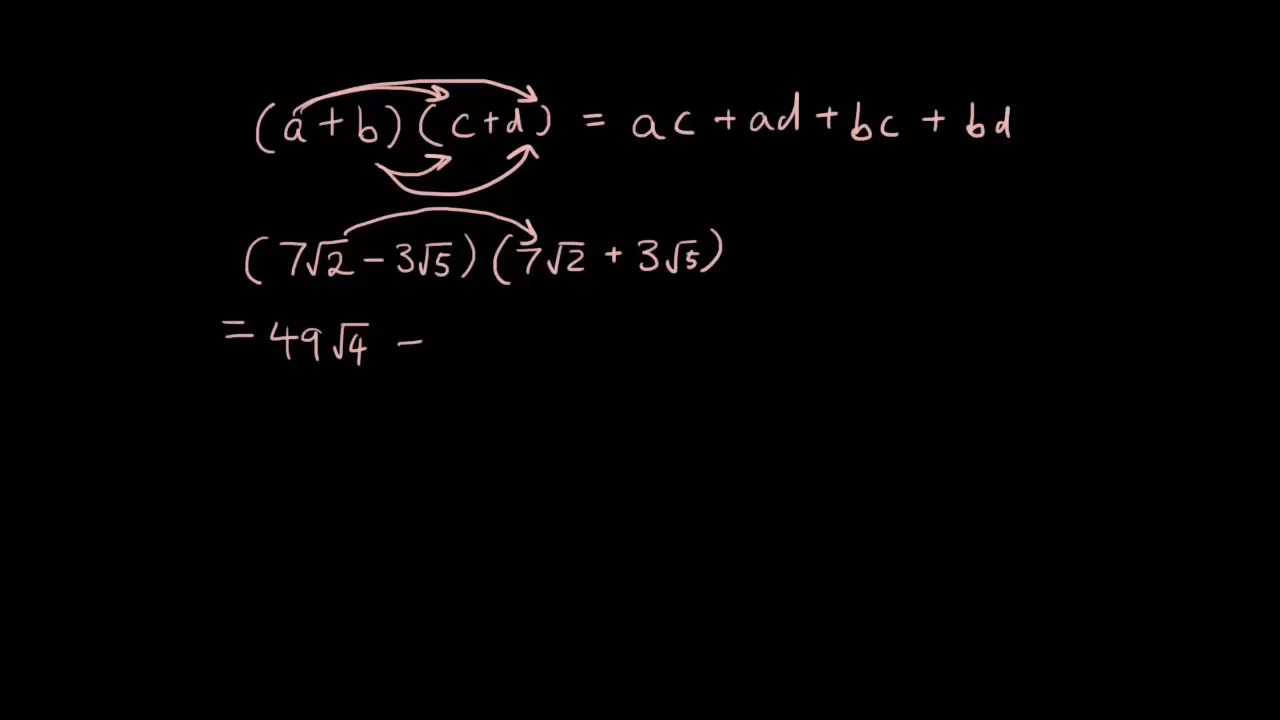 (a+b)(c+d) = ac + ad + bc + bd
(7√2 - 3√5)(7√2 + 3√5)
= 49√4 -